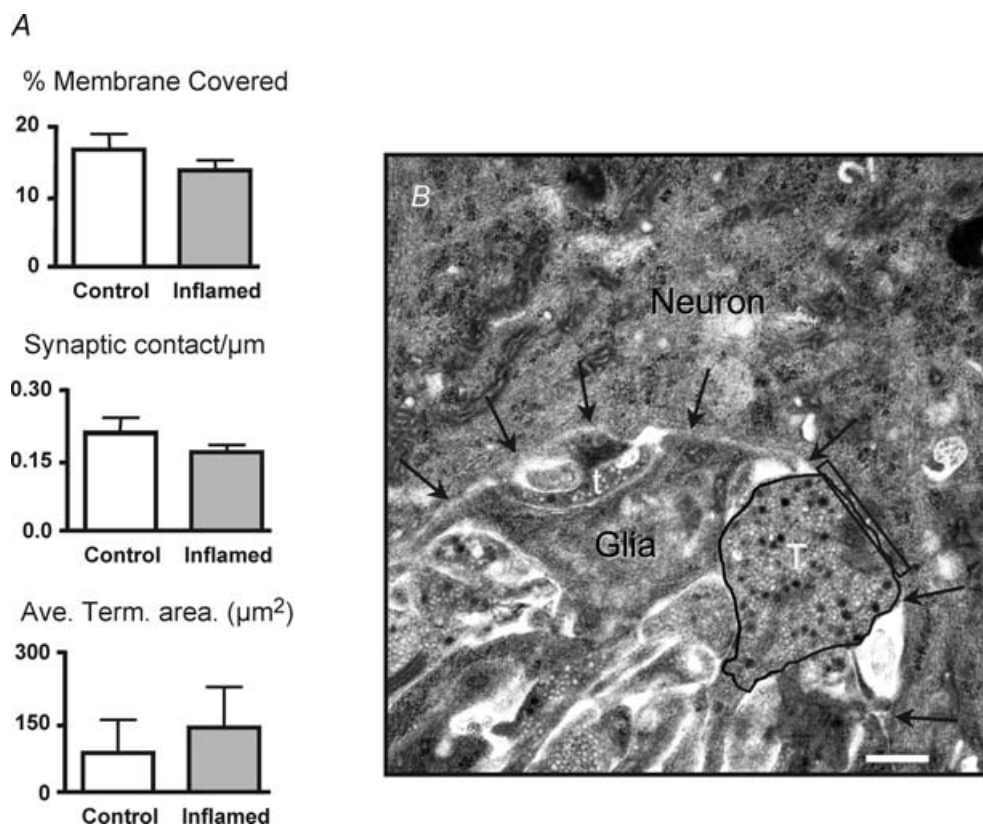 A
% Membrane Covered
20
10
0
Control Inflamed
Synaptic contact/µm
0.30
0.15
0.0
Control Inflamed
Ave. Term. area. (µm²)
300
150
0
Control Inflamed
B
Neuron
t
Glia
T